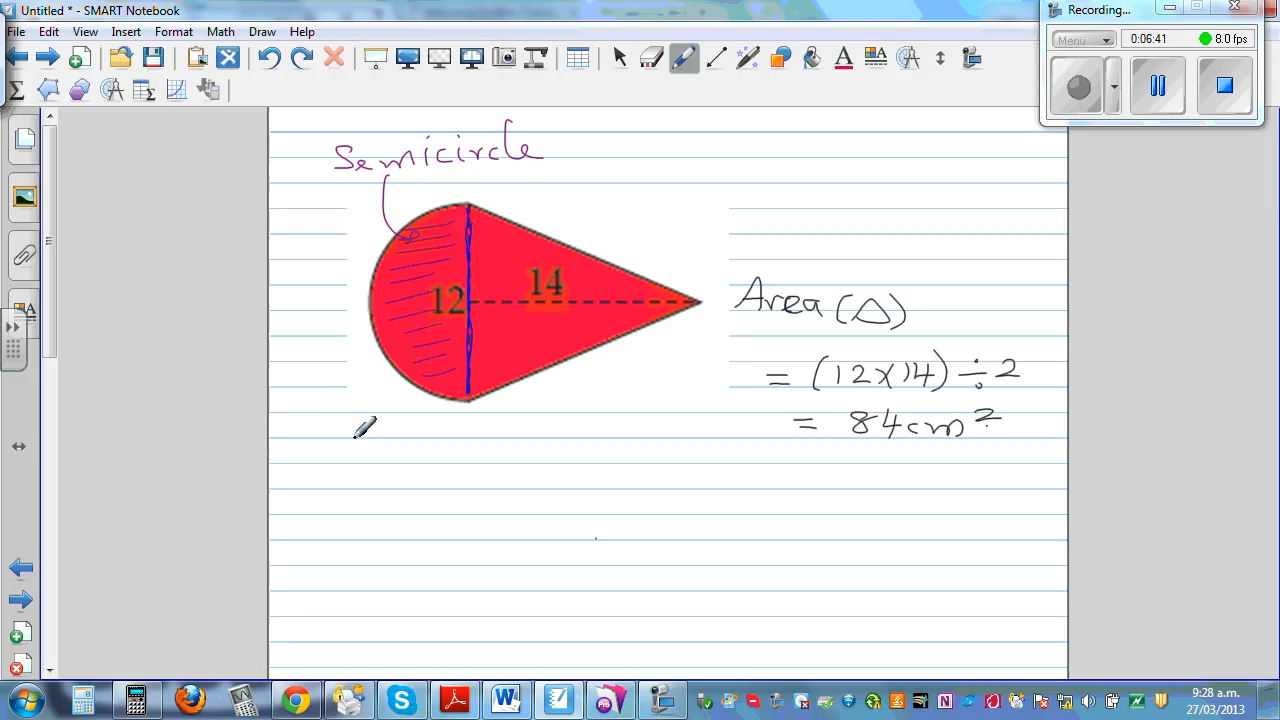 Untitled * - SMART Notebook
File Edit View Insert Format Math Draw Help
Recording...
Menu 0:06:41 8.0 fps
Semicircle
14
12
Area (△)
= (12×14) ÷ 2
= 84cm²
9:28 a.m.
27/03/2013